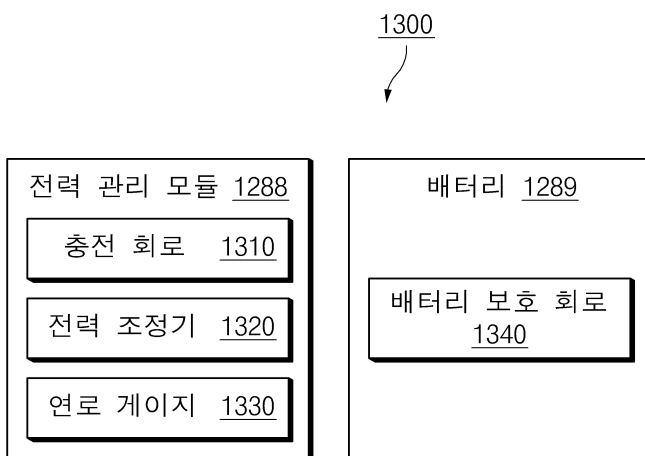 1300
전력 관리 모듈 1288
충전 회로 1310
전력 조정기 1320
연로 게이지 1330
배터리 1289
배터리 보호 회로
1340